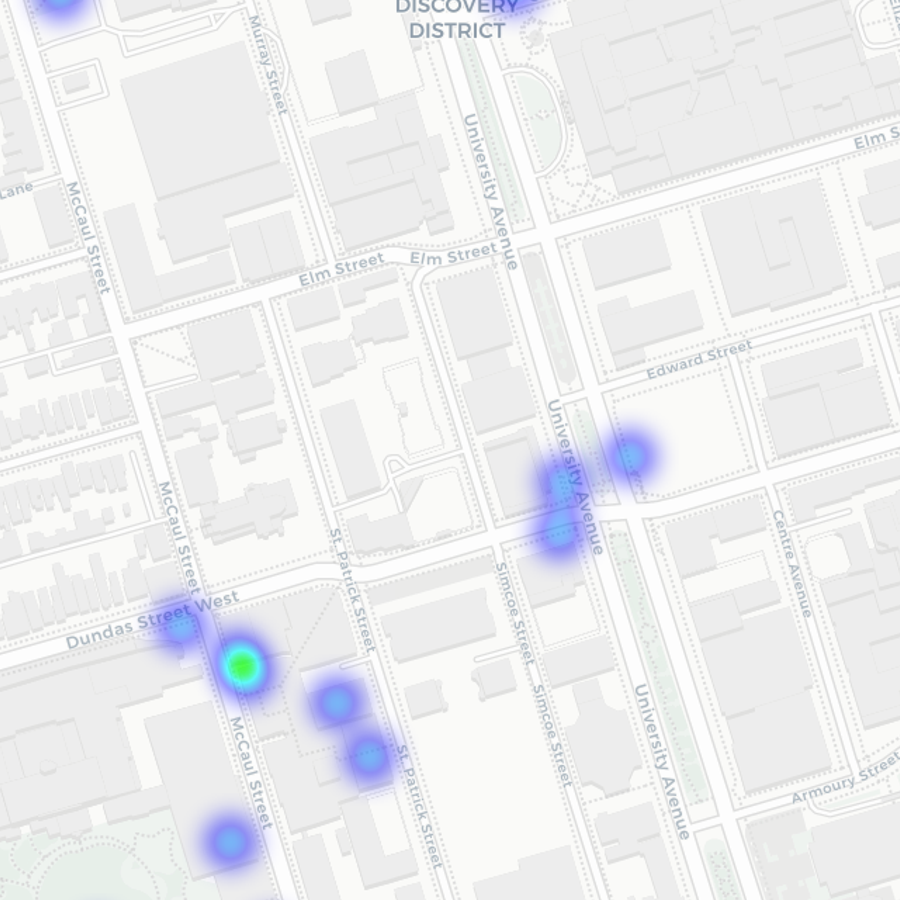 DISCOVERY
DISTRICT
Murray Street
University Avenue
Elm S
Lane
McCaul Street
Elm Street
Elm Street
Edward Street
University Avenue
McCaul Street
St. Patrick Street
Simcoe Street
Centre Avenue
Dundas Street West
McCaul Street
St. Patrick Street
Simcoe Street
University Avenue
Armoury Street